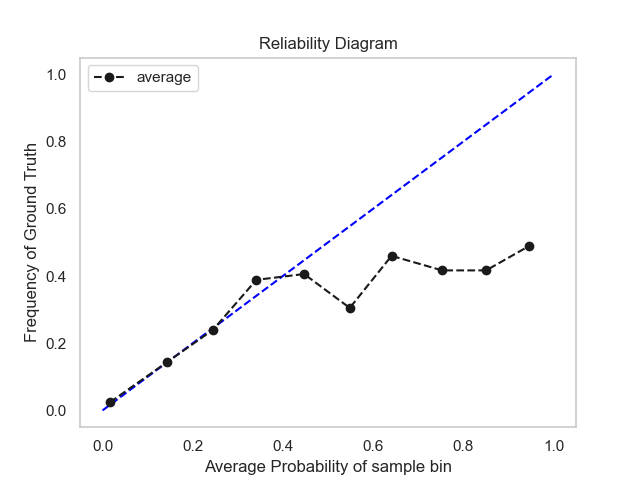 Reliability Diagram
average
Frequency of Ground Truth
1.0
0.8
0.6
0.4
0.2
0.0
0.0 0.2 0.4 0.6 0.8 1.0
Average Probability of sample bin